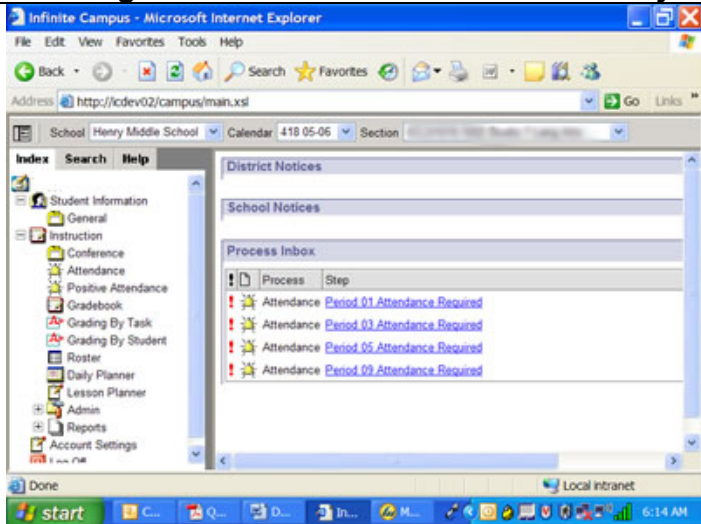 Infinite Campus - Microsoft Internet Explorer
File Edit View Favorites Tools Help
Back Search Favorites
Address http://icdev02/campus/main.xsl Go Links
School Henry Middle School Calendar 418 05-06 Section
Index Search Help
Student Information
General
Instruction
Conference
Attendance
Positive Attendance
Gradebook
Grading By Task
Grading By Student
Roster
Daily Planner
Lesson Planner
Admin
Reports
Account Settings
Log Off
District Notices
School Notices
Process Inbox
Process Step
Attendance Period 01 Attendance Required
Attendance Period 03 Attendance Required
Attendance Period 05 Attendance Required
Attendance Period 09 Attendance Required
Done Local intranet
start C... Q... D... In... M... 6:14 AM